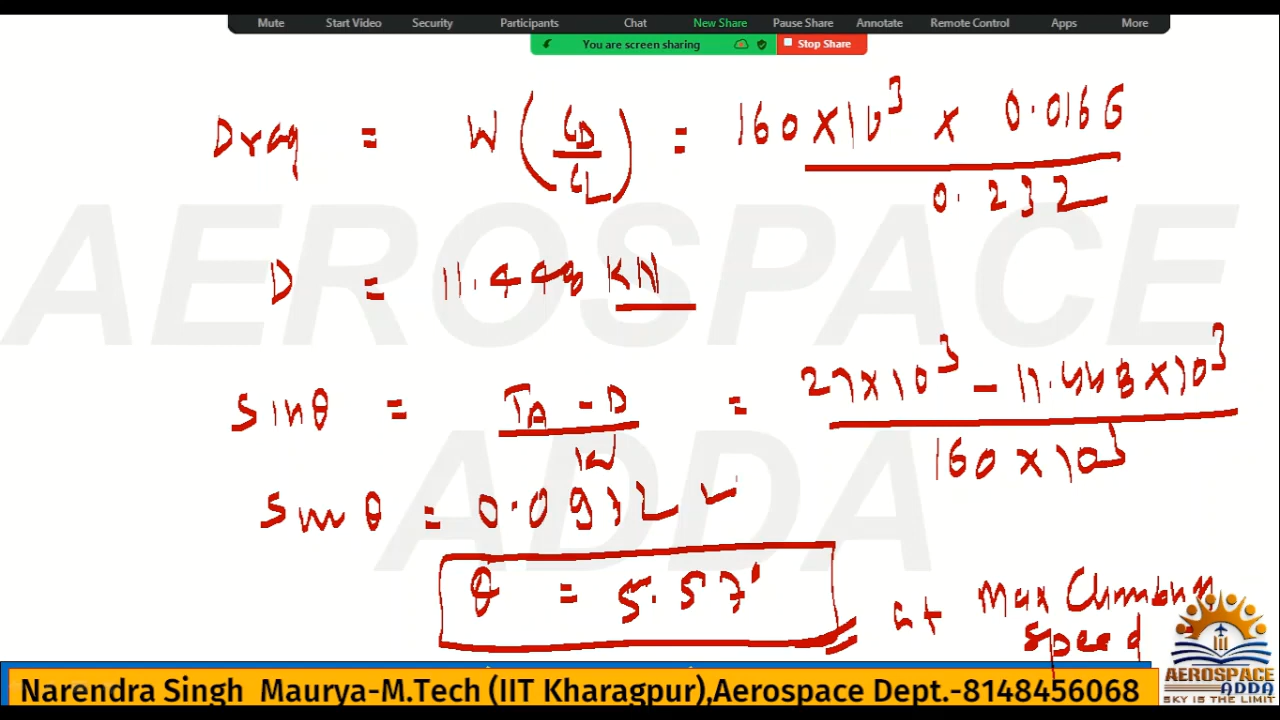 Mute Start Video Security Participants Chat New Share Pause Share Annotate Remote Control Apps More
You are screen sharing Stop Share
Drag = W (CD/CL) = 160×10³ × 0.0166 / 0.232
D = 11.448 KN
sinθ = TA - D / W = 27×10³ - 11.448×10³ / 160×10³
sinθ = 0.0972
θ = 5.57° at Max Climbing speed
AEROSPACE
ADDA
Narendra Singh Maurya-M.Tech (IIT Kharagpur),Aerospace Dept.-8148456068
AEROSPACE
ADDA
SKY IS THE LIMIT